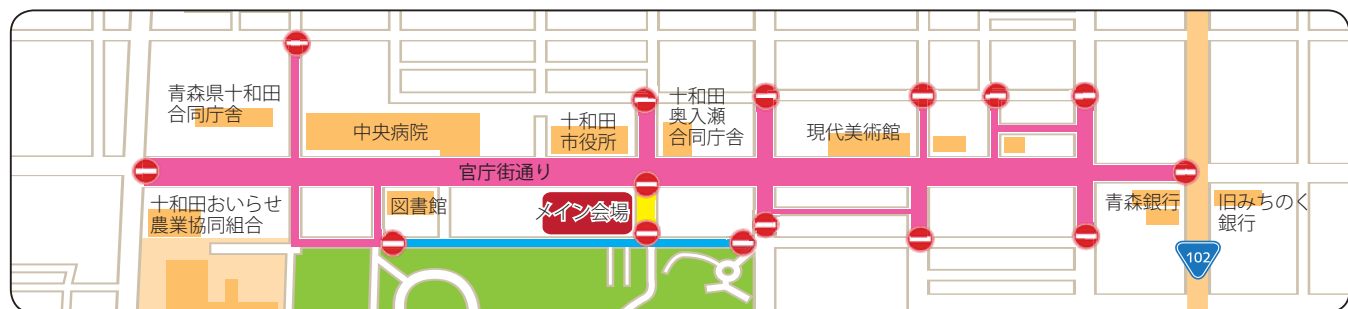 青森県十和田
合同庁舎
中央病院
十和田
市役所
十和田
奥入瀬
合同庁舎
現代美術館
官庁街通り
十和田おいらせ
農業協同組合
図書館
メイン会場
青森銀行
旧みちのく
銀行
102